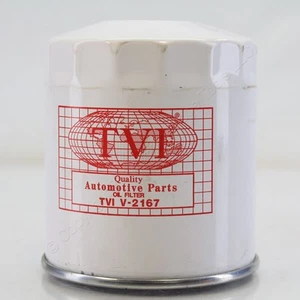 TVI
Quality
Automotive Parts
OIL FILTER
TVI V-2167